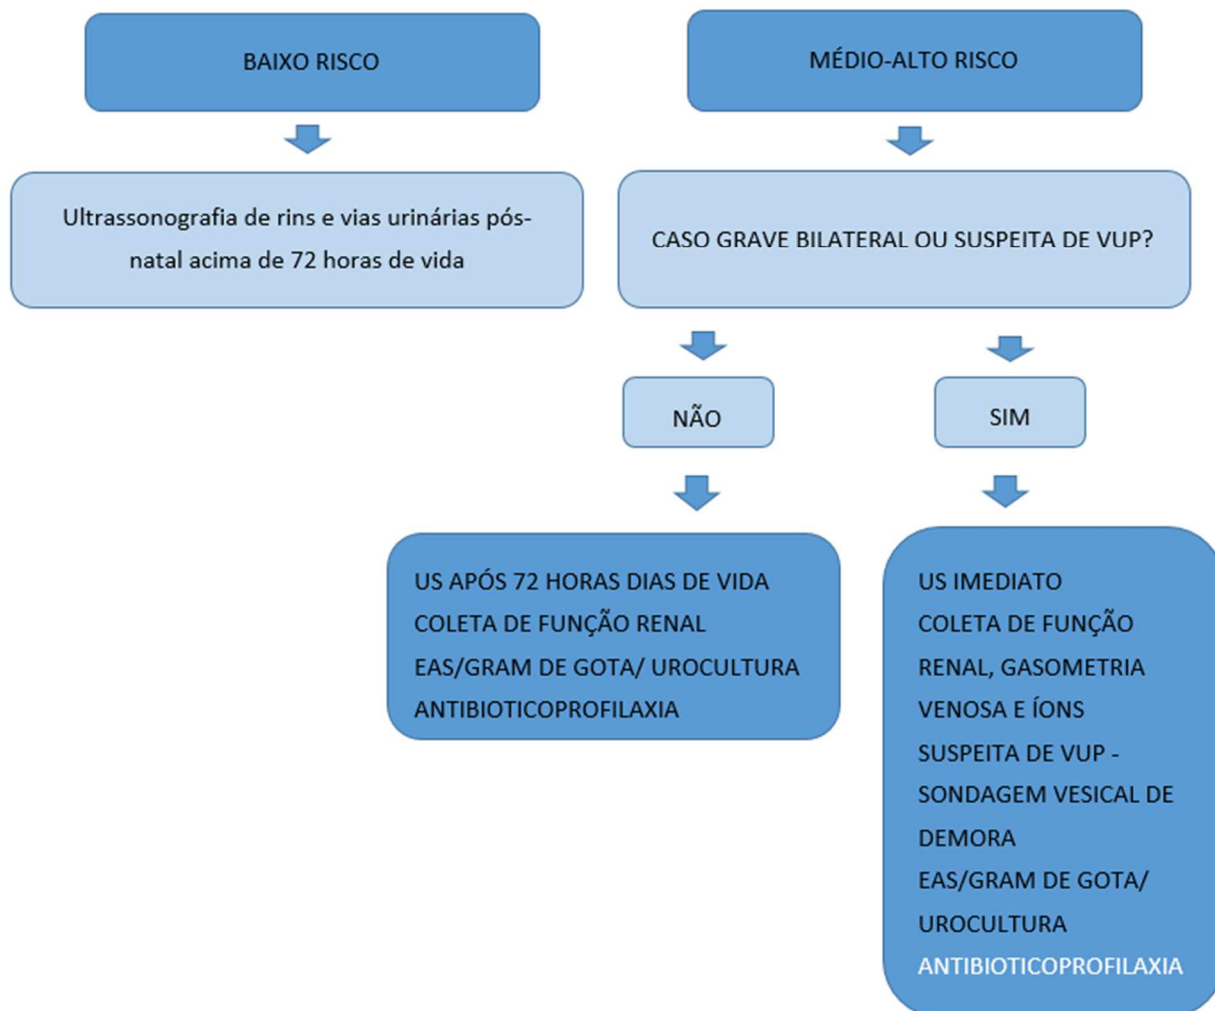 BAIXO RISCO
MÉDIO-ALTO RISCO
Ultrassonografia de rins e vias urinárias pós-
natal acima de 72 horas de vida
CASO GRAVE BILATERAL OU SUSPEITA DE VUP?
NÃO
SIM
US APÓS 72 HORAS DIAS DE VIDA
COLETA DE FUNÇÃO RENAL
EAS/GRAM DE GOTA/ UROCULTURA
ANTIBIOTICOPROFILAXIA
US IMEDIATO
COLETA DE FUNÇÃO
RENAL, GASOMETRIA
VENOSA E ÍONS
SUSPEITA DE VUP -
SONDAGEM VESICAL DE
DEMORA
EAS/GRAM DE GOTA/
UROCULTURA
ANTIBIOTICOPROFILAXIA